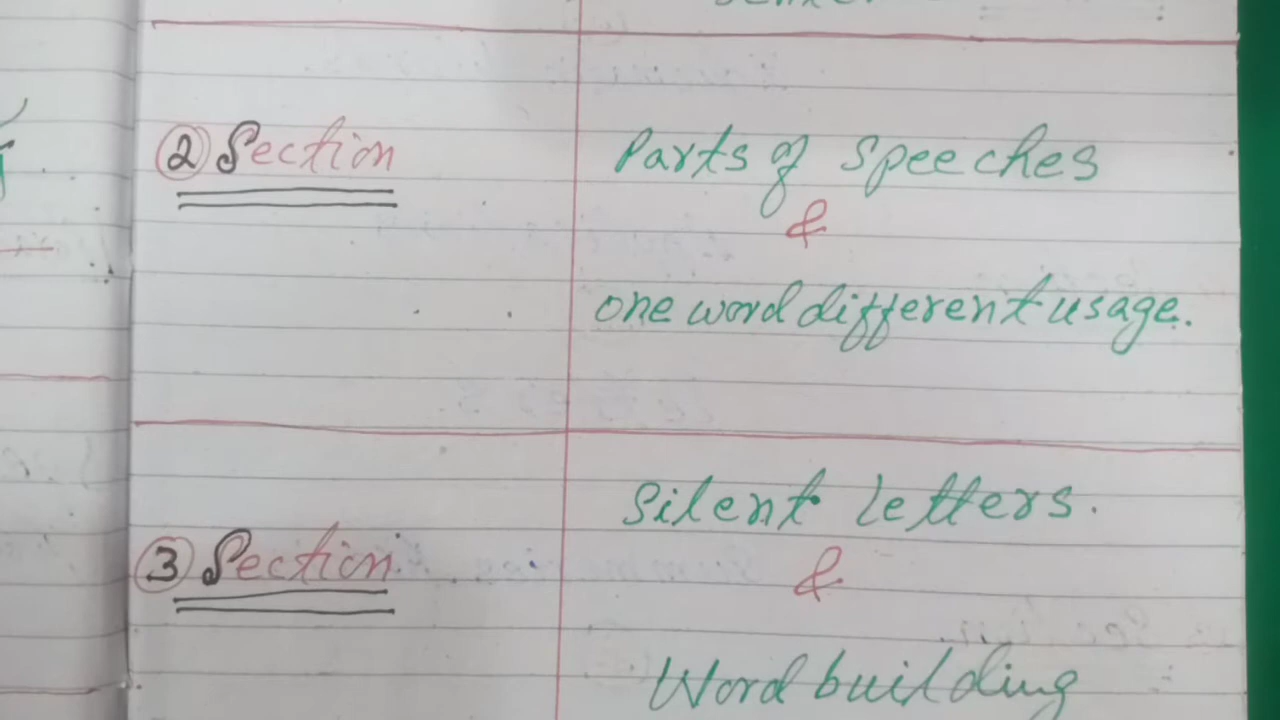 ② Section
Parts of speeches
&
one word different usage.
③ Section
Silent letters.
&
Word building